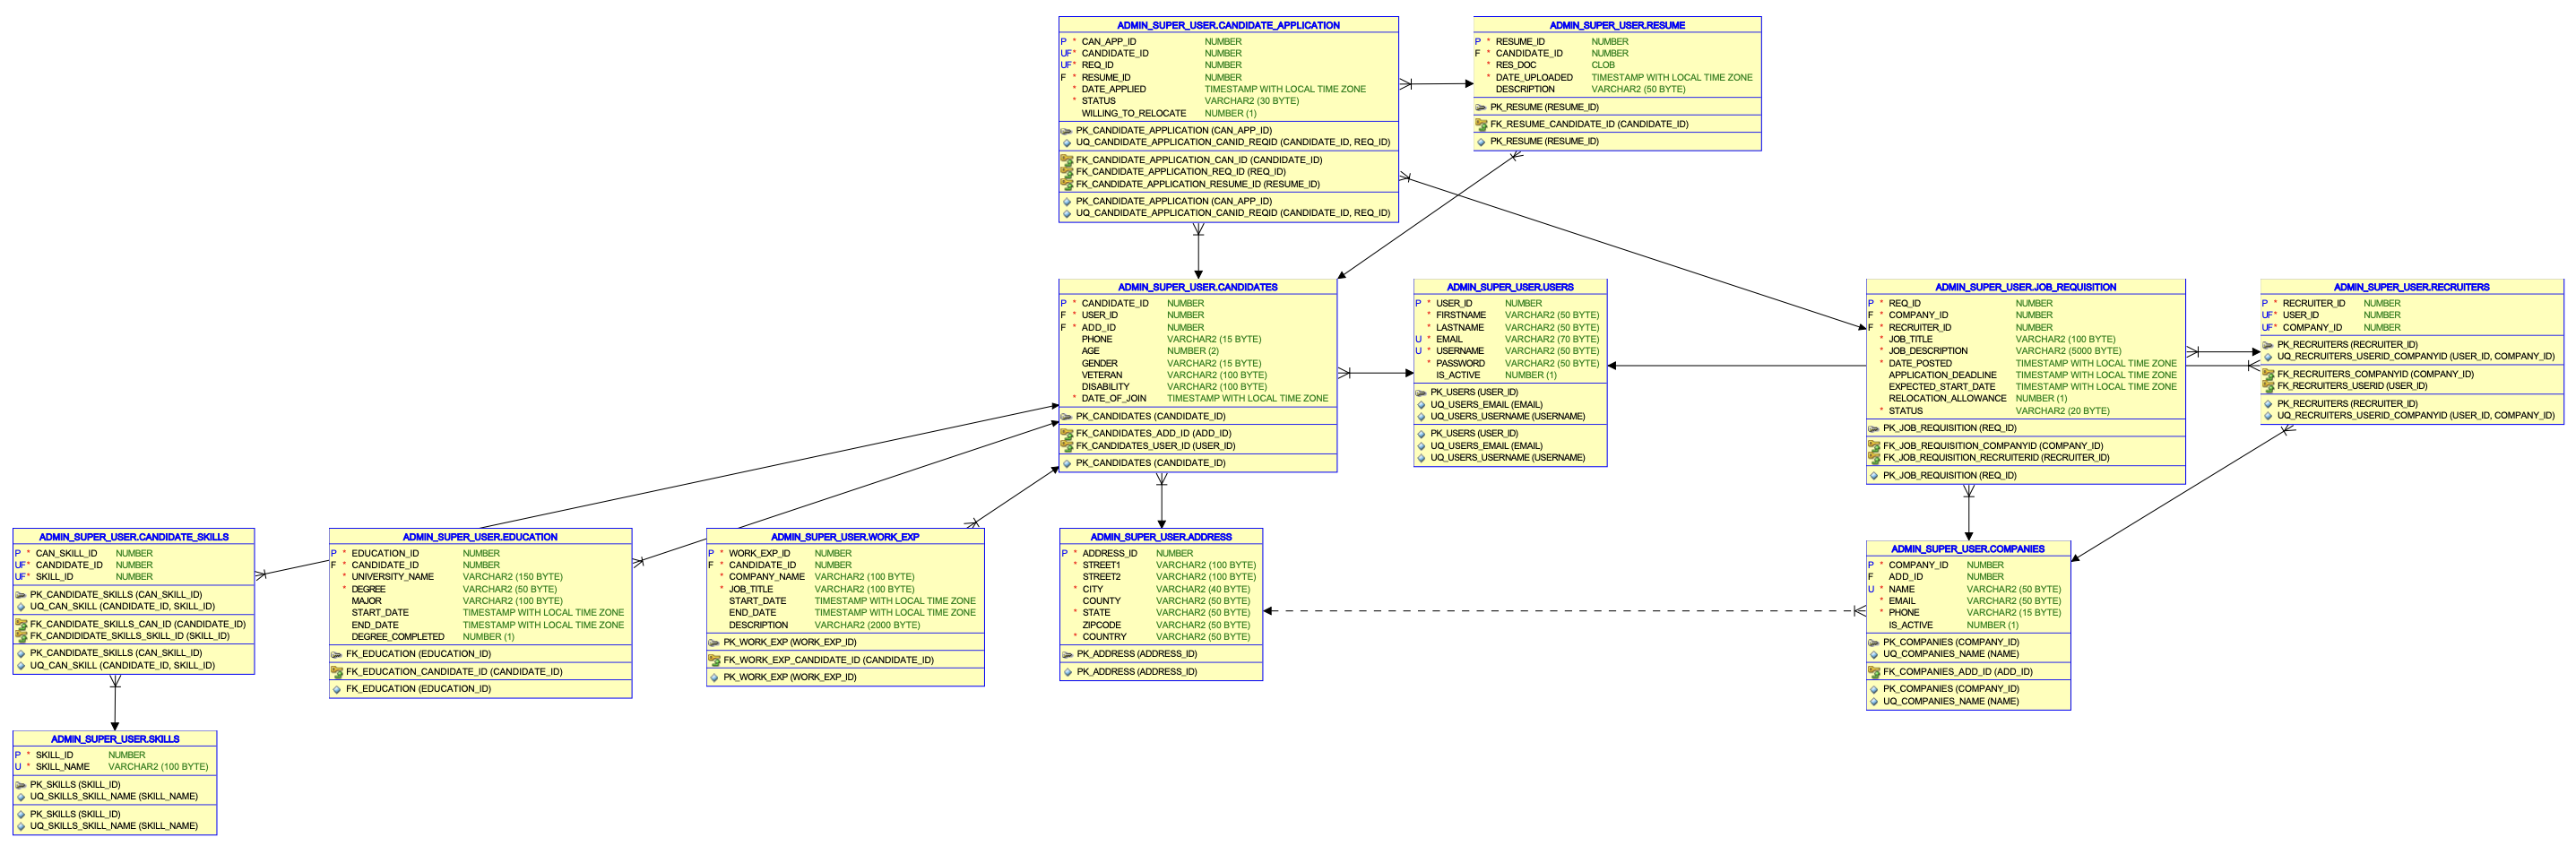 ADMIN_SUPER_USER.CANDIDATE_APPLICATION
P * CAN_APP_ID NUMBER
UF* CANDIDATE_ID NUMBER
UF* REQ_ID NUMBER
F * RESUME_ID NUMBER
* DATE_APPLIED TIMESTAMP WITH LOCAL TIME ZONE
* STATUS VARCHAR2 (30 BYTE)
WILLING_TO_RELOCATE NUMBER (1)
PK_CANDIDATE_APPLICATION (CAN_APP_ID)
UQ_CANDIDATE_APPLICATION_CANID_REQID (CANDIDATE_ID, REQ_ID)
FK_CANDIDATE_APPLICATION_CAN_ID (CANDIDATE_ID)
FK_CANDIDATE_APPLICATION_REQ_ID (REQ_ID)
FK_CANDIDATE_APPLICATION_RESUME_ID (RESUME_ID)
PK_CANDIDATE_APPLICATION (CAN_APP_ID)
UQ_CANDIDATE_APPLICATION_CANID_REQID (CANDIDATE_ID, REQ_ID)
ADMIN_SUPER_USER.RESUME
P * RESUME_ID NUMBER
F * CANDIDATE_ID NUMBER
* RES_DOC CLOB
* DATE_UPLOADED TIMESTAMP WITH LOCAL TIME ZONE
DESCRIPTION VARCHAR2 (50 BYTE)
PK_RESUME (RESUME_ID)
FK_RESUME_CANDIDATE_ID (CANDIDATE_ID)
PK_RESUME (RESUME_ID)
ADMIN_SUPER_USER.CANDIDATES
P * CANDIDATE_ID NUMBER
F * USER_ID NUMBER
F * ADD_ID NUMBER
PHONE VARCHAR2 (15 BYTE)
AGE NUMBER (2)
GENDER VARCHAR2 (15 BYTE)
VETERAN VARCHAR2 (100 BYTE)
DISABILITY VARCHAR2 (100 BYTE)
* DATE_OF_JOIN TIMESTAMP WITH LOCAL TIME ZONE
PK_CANDIDATES (CANDIDATE_ID)
FK_CANDIDATES_ADD_ID (ADD_ID)
FK_CANDIDATES_USER_ID (USER_ID)
PK_CANDIDATES (CANDIDATE_ID)
ADMIN_SUPER_USER.USERS
P * USER_ID NUMBER
* FIRSTNAME VARCHAR2 (50 BYTE)
* LASTNAME VARCHAR2 (50 BYTE)
U * EMAIL VARCHAR2 (70 BYTE)
U * USERNAME VARCHAR2 (50 BYTE)
* PASSWORD VARCHAR2 (50 BYTE)
IS_ACTIVE NUMBER (1)
PK_USERS (USER_ID)
UQ_USERS_EMAIL (EMAIL)
UQ_USERS_USERNAME (USERNAME)
PK_USERS (USER_ID)
UQ_USERS_EMAIL (EMAIL)
UQ_USERS_USERNAME (USERNAME)
ADMIN_SUPER_USER.JOB_REQUISITION
P * REQ_ID NUMBER
F * COMPANY_ID NUMBER
F * RECRUITER_ID NUMBER
* JOB_TITLE VARCHAR2 (100 BYTE)
* JOB_DESCRIPTION VARCHAR2 (5000 BYTE)
* DATE_POSTED TIMESTAMP WITH LOCAL TIME ZONE
APPLICATION_DEADLINE TIMESTAMP WITH LOCAL TIME ZONE
EXPECTED_START_DATE TIMESTAMP WITH LOCAL TIME ZONE
RELOCATION_ALLOWANCE NUMBER (1)
* STATUS VARCHAR2 (20 BYTE)
PK_JOB_REQUISITION (REQ_ID)
FK_JOB_REQUISITION_COMPANYID (COMPANY_ID)
FK_JOB_REQUISITION_RECRUITERID (RECRUITER_ID)
PK_JOB_REQUISITION (REQ_ID)
ADMIN_SUPER_USER.RECRUITERS
P * RECRUITER_ID NUMBER
UF* USER_ID NUMBER
UF* COMPANY_ID NUMBER
PK_RECRUITERS (RECRUITER_ID)
UQ_RECRUITERS_USERID_COMPANYID (USER_ID, COMPANY_ID)
FK_RECRUITERS_COMPANYID (COMPANY_ID)
FK_RECRUITERS_USERID (USER_ID)
PK_RECRUITERS (RECRUITER_ID)
UQ_RECRUITERS_USERID_COMPANYID (USER_ID, COMPANY_ID)
ADMIN_SUPER_USER.CANDIDATE_SKILLS
P * CAN_SKILL_ID NUMBER
UF* CANDIDATE_ID NUMBER
UF* SKILL_ID NUMBER
PK_CANDIDATE_SKILLS (CAN_SKILL_ID)
UQ_CAN_SKILL (CANDIDATE_ID, SKILL_ID)
FK_CANDIDATE_SKILLS_CAN_ID (CANDIDATE_ID)
FK_CANDIDIDATE_SKILLS_SKILL_ID (SKILL_ID)
PK_CANDIDATE_SKILLS (CAN_SKILL_ID)
UQ_CAN_SKILL (CANDIDATE_ID, SKILL_ID)
ADMIN_SUPER_USER.EDUCATION
P * EDUCATION_ID NUMBER
F * CANDIDATE_ID NUMBER
* UNIVERSITY_NAME VARCHAR2 (150 BYTE)
* DEGREE VARCHAR2 (50 BYTE)
MAJOR VARCHAR2 (100 BYTE)
START_DATE TIMESTAMP WITH LOCAL TIME ZONE
END_DATE TIMESTAMP WITH LOCAL TIME ZONE
DEGREE_COMPLETED NUMBER (1)
FK_EDUCATION (EDUCATION_ID)
FK_EDUCATION_CANDIDATE_ID (CANDIDATE_ID)
FK_EDUCATION (EDUCATION_ID)
ADMIN_SUPER_USER.WORK_EXP
P * WORK_EXP_ID NUMBER
F * CANDIDATE_ID NUMBER
* COMPANY_NAME VARCHAR2 (100 BYTE)
* JOB_TITLE VARCHAR2 (100 BYTE)
START_DATE TIMESTAMP WITH LOCAL TIME ZONE
END_DATE TIMESTAMP WITH LOCAL TIME ZONE
DESCRIPTION VARCHAR2 (2000 BYTE)
PK_WORK_EXP (WORK_EXP_ID)
FK_WORK_EXP_CANDIDATE_ID (CANDIDATE_ID)
PK_WORK_EXP (WORK_EXP_ID)
ADMIN_SUPER_USER.ADDRESS
P * ADDRESS_ID NUMBER
* STREET1 VARCHAR2 (100 BYTE)
STREET2 VARCHAR2 (100 BYTE)
* CITY VARCHAR2 (40 BYTE)
COUNTY VARCHAR2 (50 BYTE)
* STATE VARCHAR2 (50 BYTE)
ZIPCODE VARCHAR2 (50 BYTE)
* COUNTRY VARCHAR2 (50 BYTE)
PK_ADDRESS (ADDRESS_ID)
PK_ADDRESS (ADDRESS_ID)
ADMIN_SUPER_USER.COMPANIES
P * COMPANY_ID NUMBER
F ADD_ID NUMBER
U * NAME VARCHAR2 (50 BYTE)
* EMAIL VARCHAR2 (50 BYTE)
* PHONE VARCHAR2 (15 BYTE)
IS_ACTIVE NUMBER (1)
PK_COMPANIES (COMPANY_ID)
UQ_COMPANIES_NAME (NAME)
FK_COMPANIES_ADD_ID (ADD_ID)
PK_COMPANIES (COMPANY_ID)
UQ_COMPANIES_NAME (NAME)
ADMIN_SUPER_USER.SKILLS
P * SKILL_ID NUMBER
U * SKILL_NAME VARCHAR2 (100 BYTE)
PK_SKILLS (SKILL_ID)
UQ_SKILLS_SKILL_NAME (SKILL_NAME)
PK_SKILLS (SKILL_ID)
UQ_SKILLS_SKILL_NAME (SKILL_NAME)